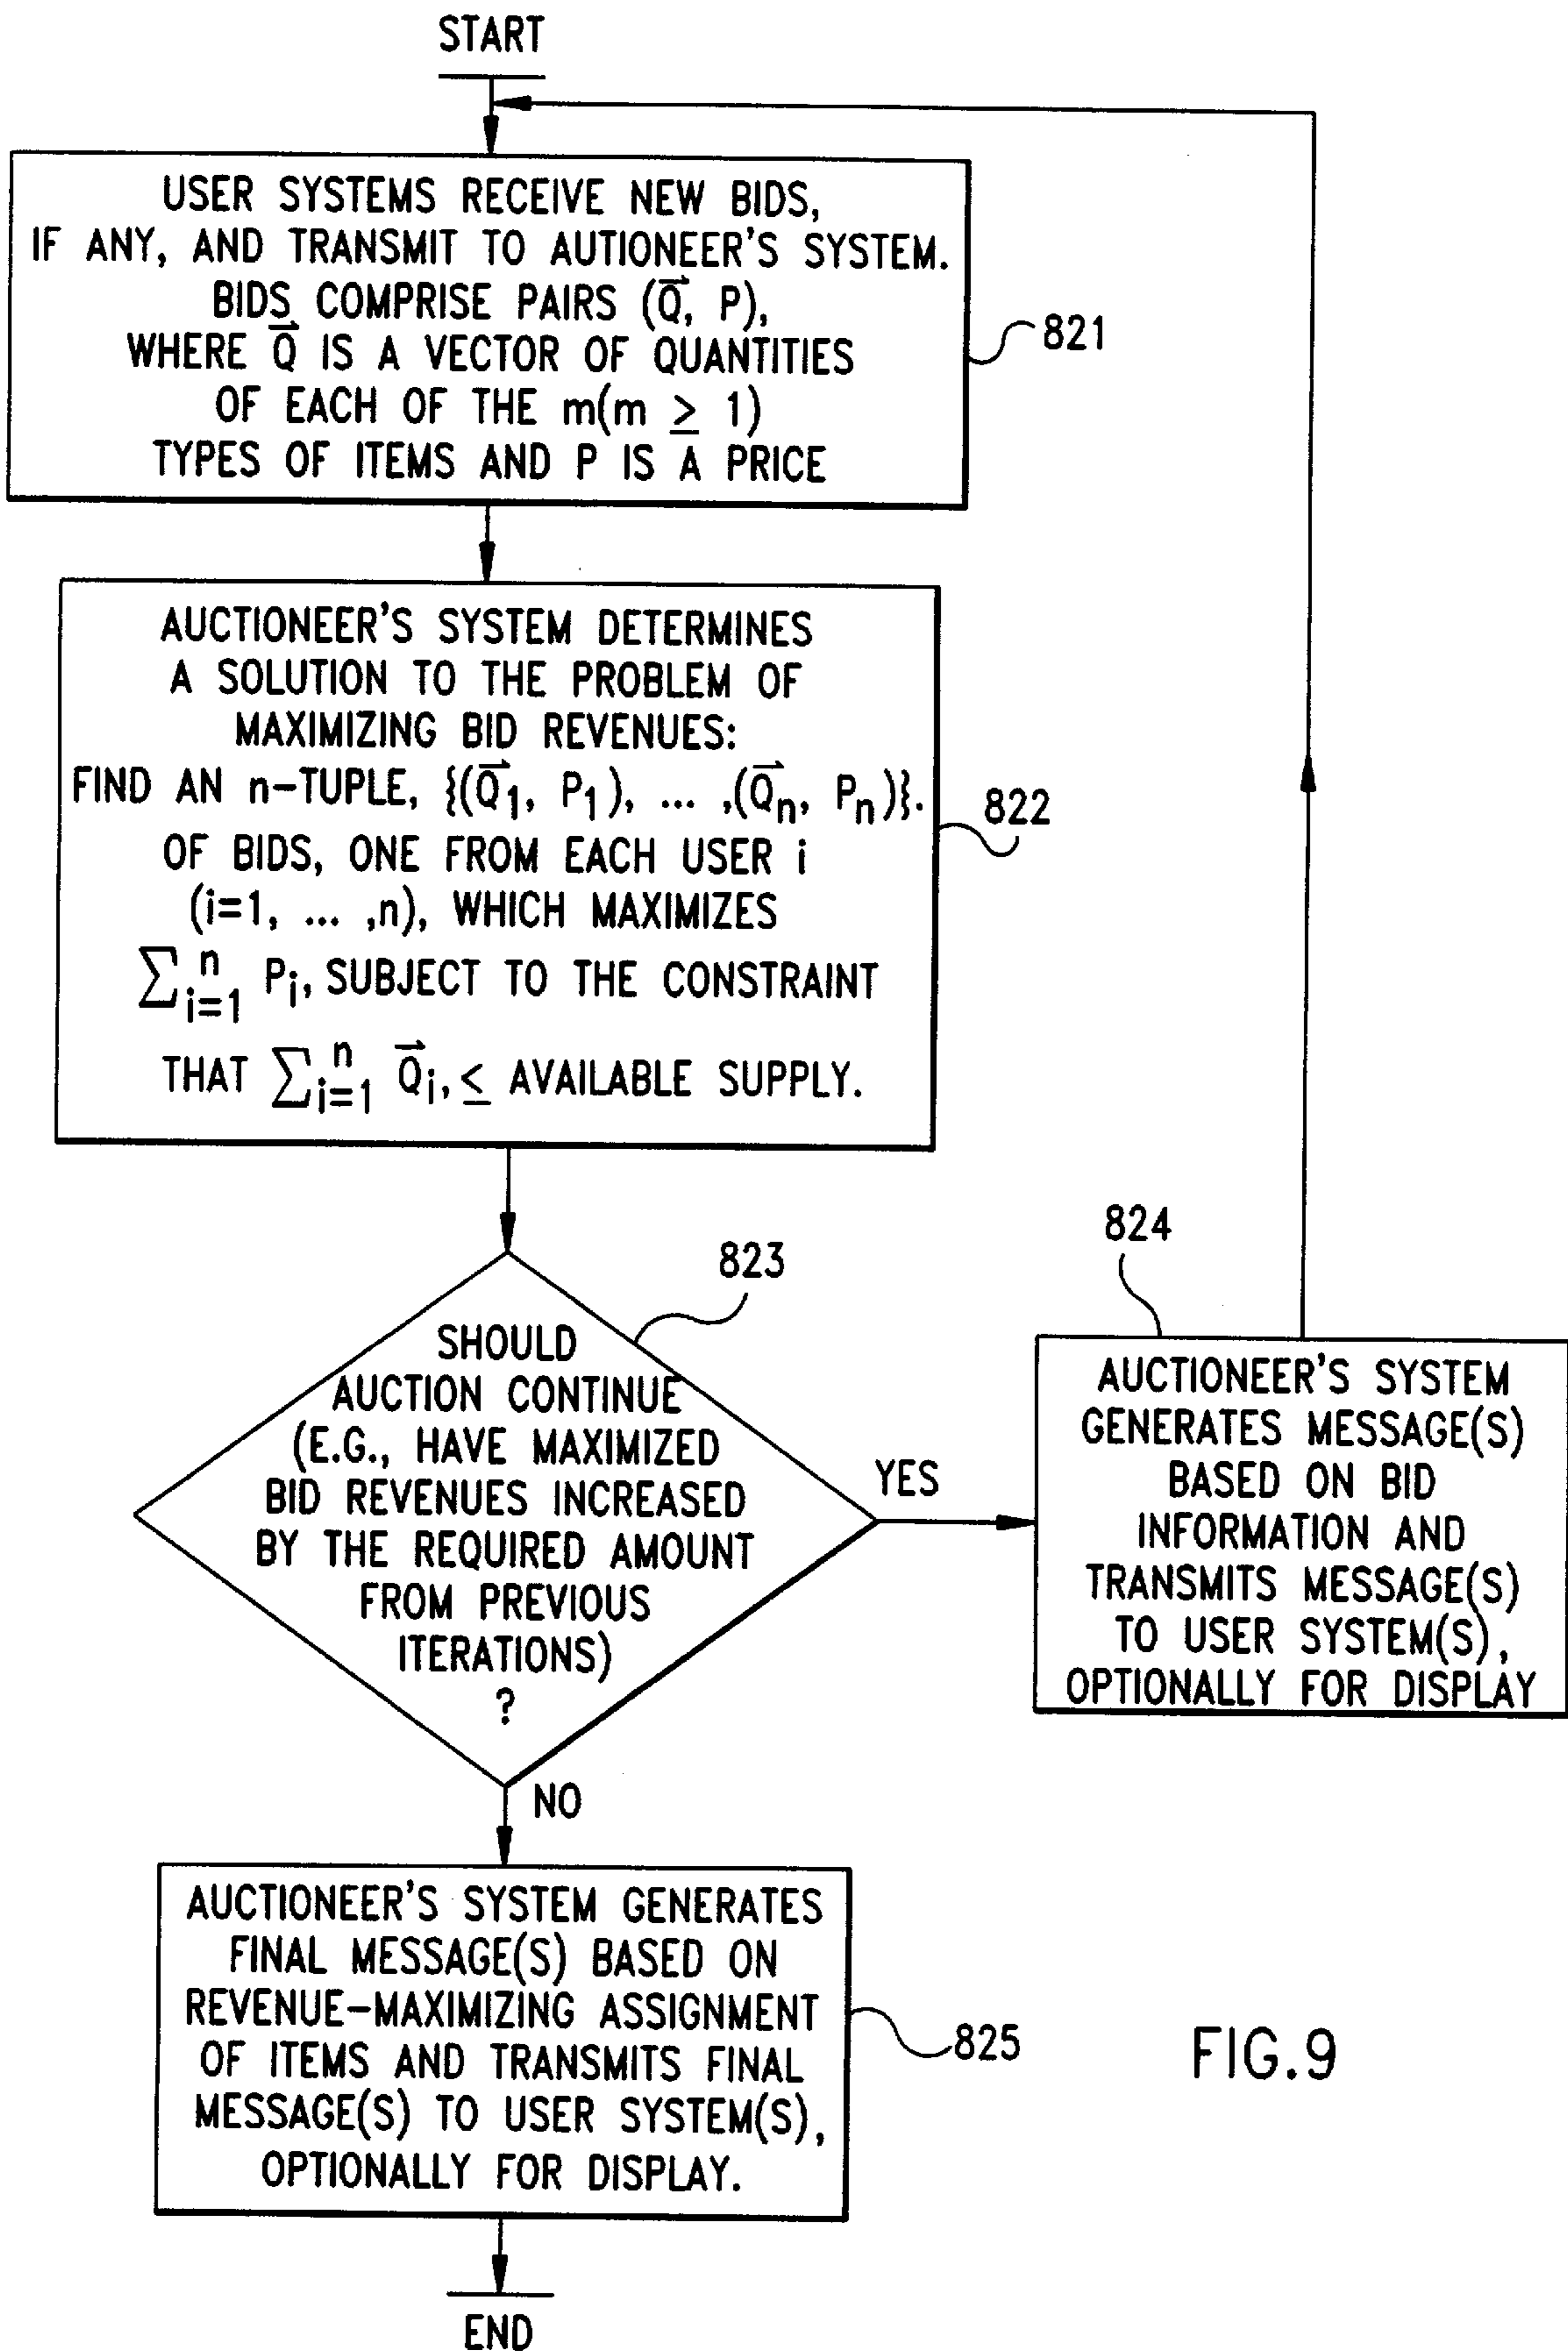 START
USER SYSTEMS RECEIVE NEW BIDS,
IF ANY, AND TRANSMIT TO AUTIONEER'S SYSTEM.
BIDS COMPRISE PAIRS (Q⃗, P),
WHERE Q⃗ IS A VECTOR OF QUANTITIES
OF EACH OF THE m(m ≥ 1)
TYPES OF ITEMS AND P IS A PRICE
821
AUCTIONEER'S SYSTEM DETERMINES
A SOLUTION TO THE PROBLEM OF
MAXIMIZING BID REVENUES:
FIND AN n-TUPLE, {(Q⃗₁, P₁), ... ,(Q⃗ₙ, Pₙ)}.
OF BIDS, ONE FROM EACH USER i
(i=1, ... ,n), WHICH MAXIMIZES
∑ᵢ₌₁ⁿ Pᵢ, SUBJECT TO THE CONSTRAINT
THAT ∑ᵢ₌₁ⁿ Q⃗ᵢ, ≤ AVAILABLE SUPPLY.
822
SHOULD
AUCTION CONTINUE
(E.G., HAVE MAXIMIZED
BID REVENUES INCREASED
BY THE REQUIRED AMOUNT
FROM PREVIOUS
ITERATIONS)
?
823
YES
NO
824
AUCTIONEER'S SYSTEM
GENERATES MESSAGE(S)
BASED ON BID
INFORMATION AND
TRANSMITS MESSAGE(S)
TO USER SYSTEM(S),
OPTIONALLY FOR DISPLAY
AUCTIONEER'S SYSTEM GENERATES
FINAL MESSAGE(S) BASED ON
REVENUE-MAXIMIZING ASSIGNMENT
OF ITEMS AND TRANSMITS FINAL
MESSAGE(S) TO USER SYSTEM(S),
OPTIONALLY FOR DISPLAY.
825
END
FIG.9